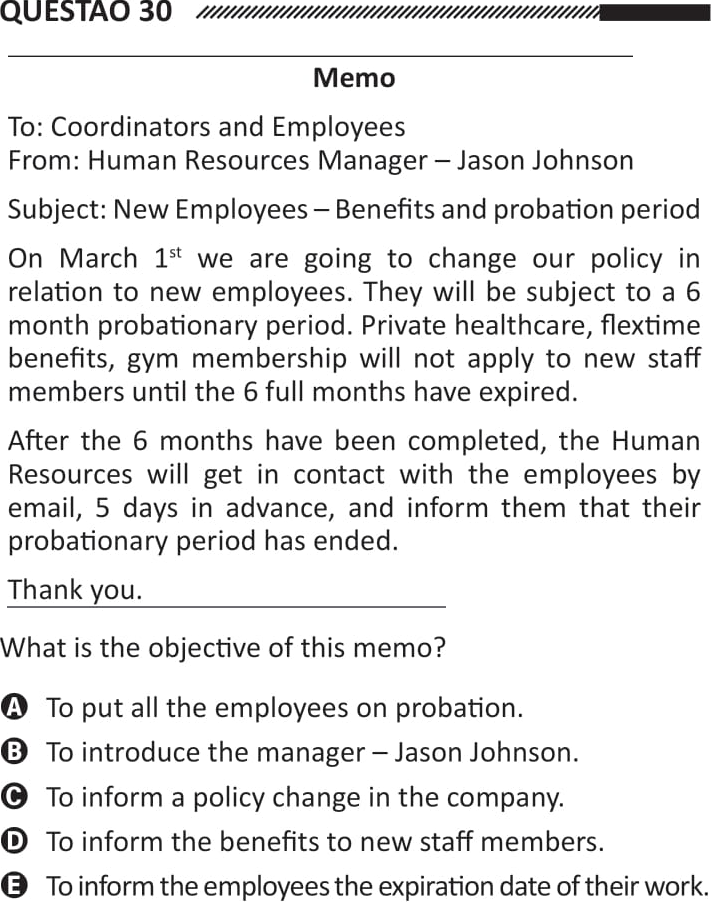 QUESTAO 30
Memo
To: Coordinators and Employees
From: Human Resources Manager – Jason Johnson
Subject: New Employees – Benefits and probation period
On March 1st we are going to change our policy in
relation to new employees. They will be subject to a 6
month probationary period. Private healthcare, flextime
benefits, gym membership will not apply to new staff
members until the 6 full months have expired.
After the 6 months have been completed, the Human
Resources will get in contact with the employees by
email, 5 days in advance, and inform them that their
probationary period has ended.
Thank you.
What is the objective of this memo?
A To put all the employees on probation.
B To introduce the manager – Jason Johnson.
C To inform a policy change in the company.
D To inform the benefits to new staff members.
E To inform the employees the expiration date of their work.